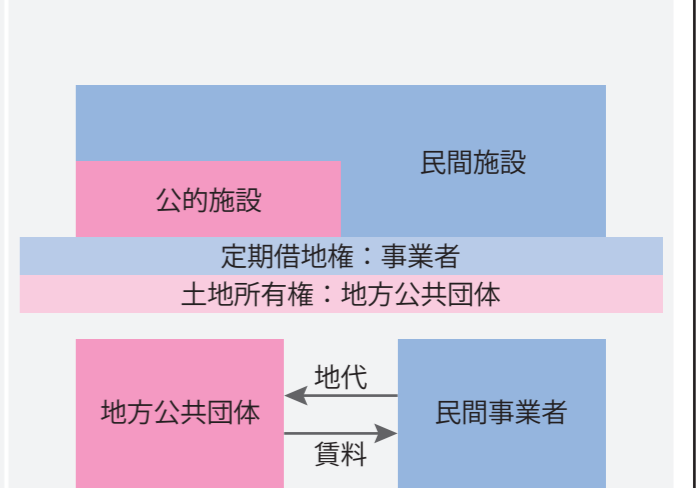 民間施設
公的施設
定期借地権：事業者
土地所有権：地方公共団体
地代
地方公共団体
民間事業者
賃料